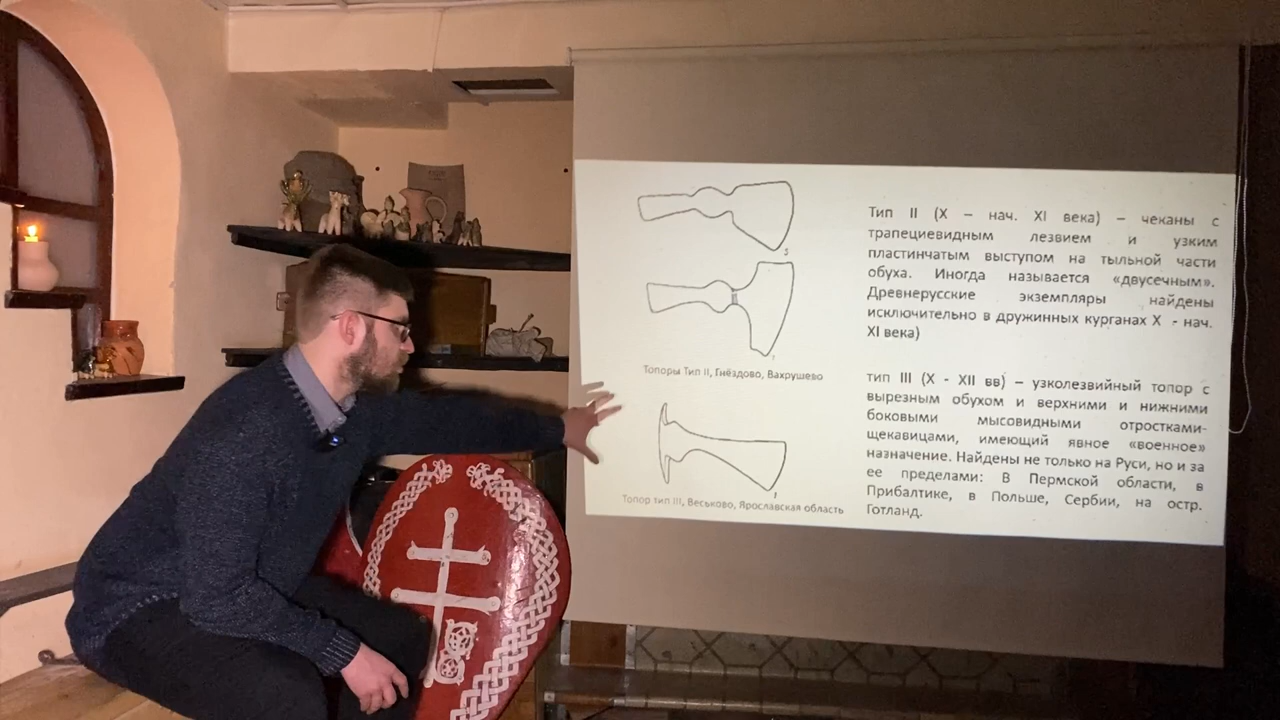 Тип II (X – нач. XI века) – чеканы с
трапециевидным лезвием и узким
пластинчатым выступом на тыльной части
обуха. Иногда называется «двусечным».
Древнерусские экземпляры найдены
исключительно в дружинных курганах X - нач.
XI века)
Топоры Тип II, Гнёздово, Вахрушево
тип III (X - XII вв) – узколезвийный топор с
вырезным обухом и верхними и нижними
боковыми мысовидными отростками-
щекавицами, имеющий явное «военное»
назначение. Найдены не только на Руси, но и за
ее пределами: В Пермской области, в
Прибалтике, в Польше, Сербии, на остр.
Готланд.
Топор тип III, Веськово, Ярославская область